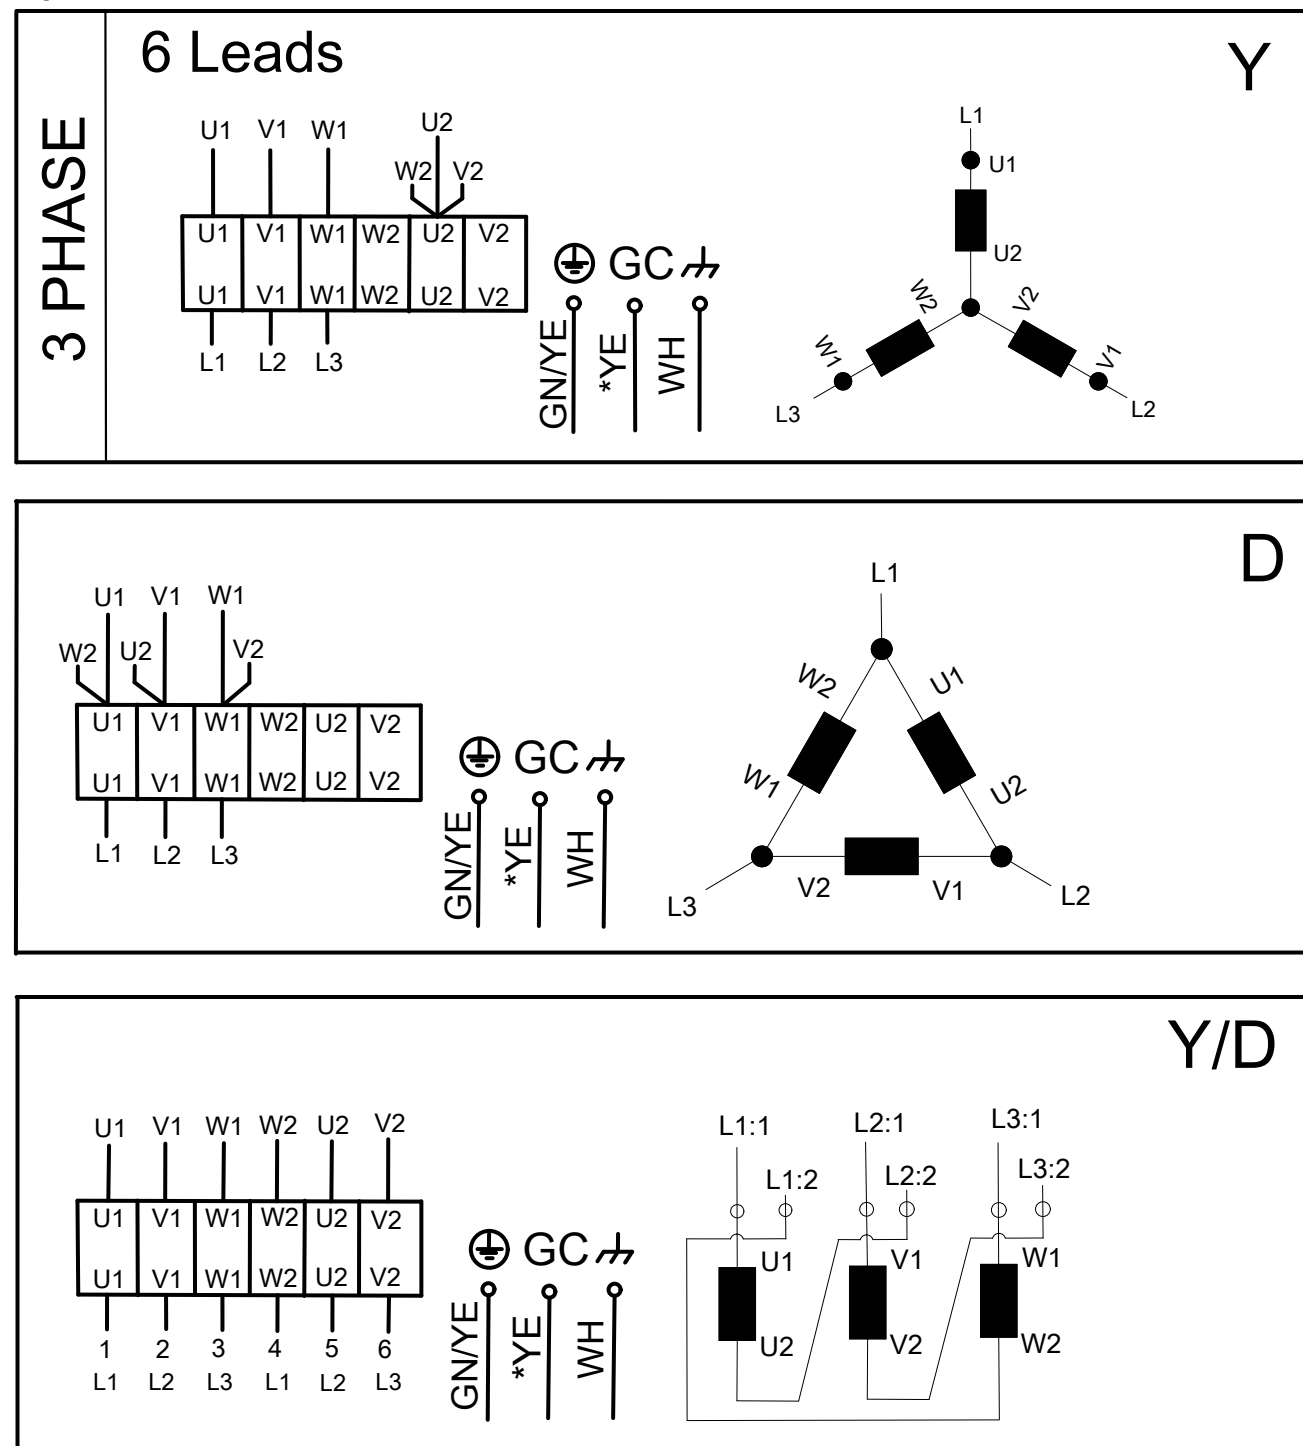 3 PHASE
6 Leads
Y
U1 V1 W1 U2
W2 V2
U1 V1 W1 W2 U2 V2
U1 V1 W1 W2 U2 V2
L1 L2 L3
GC
GN/YE *YE WH
L1
U1
U2
W2 V2
W1 V1
L3 L2
D
U1 V1 W1
W2 U2 V2
U1 V1 W1 W2 U2 V2
U1 V1 W1 W2 U2 V2
L1 L2 L3
GC
GN/YE *YE WH
L1
W2 U1
W1 U2
V2 V1
L3 L2
Y/D
U1 V1 W1 W2 U2 V2
U1 V1 W1 W2 U2 V2
U1 V1 W1 W2 U2 V2
1 2 3 4 5 6
L1 L2 L3 L1 L2 L3
GC
GN/YE *YE WH
L1:1 L2:1 L3:1
L1:2 L2:2 L3:2
U1 V1 W1
U2 V2 W2